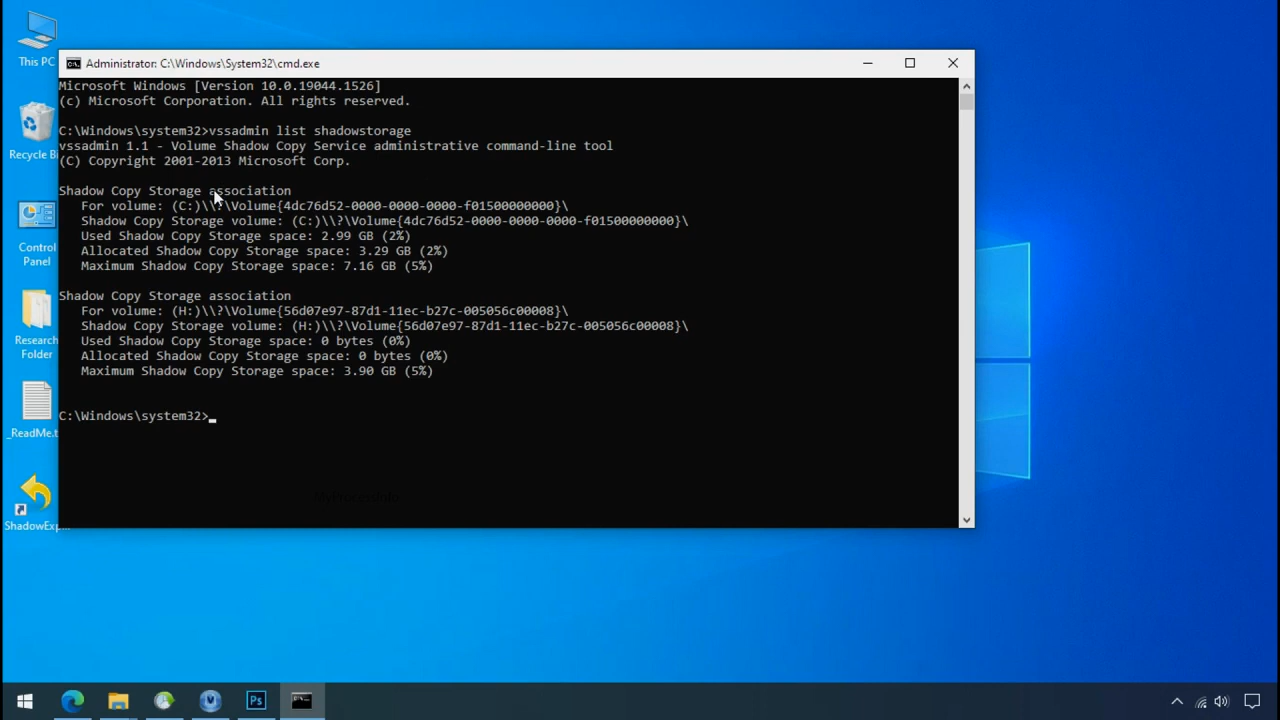 This PC
Recycle Bi
Control
Panel
Research
Folder
_ReadMe.t
ShadowExp...
Administrator: C:\Windows\System32\cmd.exe
Microsoft Windows [Version 10.0.19044.1526]
(c) Microsoft Corporation. All rights reserved.
C:\Windows\system32>vssadmin list shadowstorage
vssadmin 1.1 - Volume Shadow Copy Service administrative command-line tool
(C) Copyright 2001-2013 Microsoft Corp.
Shadow Copy Storage association
For volume: (C:)\\?\Volume{4dc76d52-0000-0000-0000-f01500000000}\
Shadow Copy Storage volume: (C:)\\?\Volume{4dc76d52-0000-0000-0000-f01500000000}\
Used Shadow Copy Storage space: 2.99 GB (2%)
Allocated Shadow Copy Storage space: 3.29 GB (2%)
Maximum Shadow Copy Storage space: 7.16 GB (5%)
Shadow Copy Storage association
For volume: (H:)\\?\Volume{56d07e97-87d1-11ec-b27c-005056c00008}\
Shadow Copy Storage volume: (H:)\\?\Volume{56d07e97-87d1-11ec-b27c-005056c00008}\
Used Shadow Copy Storage space: 0 bytes (0%)
Allocated Shadow Copy Storage space: 0 bytes (0%)
Maximum Shadow Copy Storage space: 3.90 GB (5%)
C:\Windows\system32>_
Ps